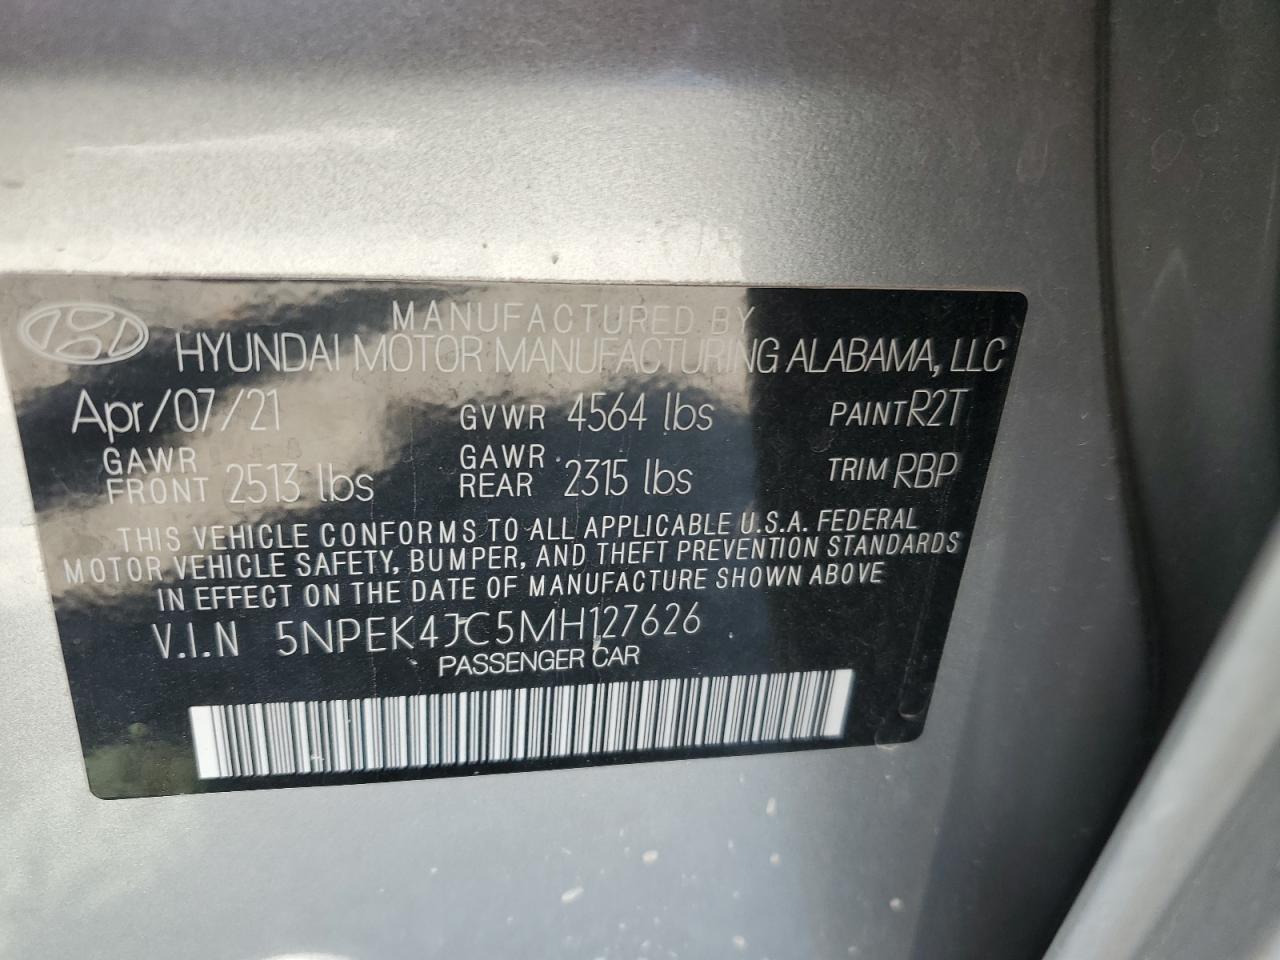 MANUFACTURED BY
HYUNDAI MOTOR MANUFACTURING ALABAMA, LLC
Apr/07/21 GVWR 4564 lbs PAINT R2T
GAWR FRONT 2513 lbs GAWR REAR 2315 lbs TRIM RBP
THIS VEHICLE CONFORMS TO ALL APPLICABLE U.S.A. FEDERAL
MOTOR VEHICLE SAFETY, BUMPER, AND THEFT PREVENTION STANDARDS
IN EFFECT ON THE DATE OF MANUFACTURE SHOWN ABOVE
V.I.N 5NPEK4JC5MH127626
PASSENGER CAR